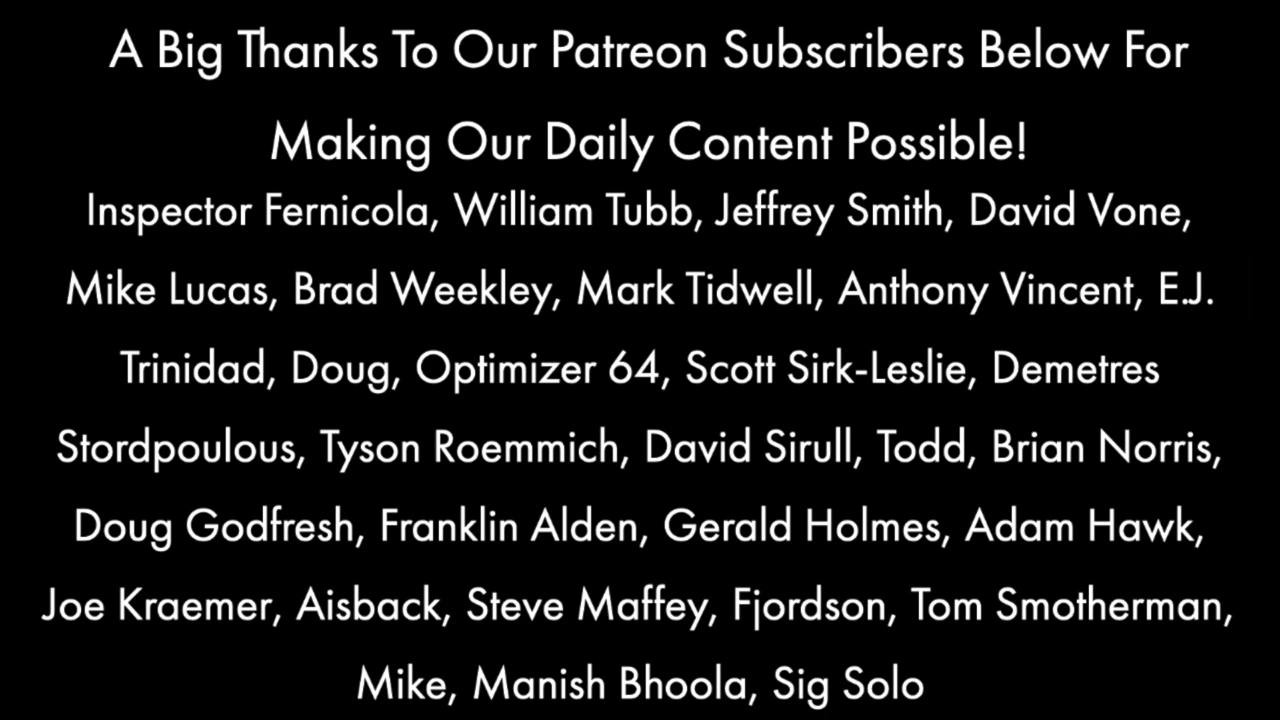 A Big Thanks To Our Patreon Subscribers Below For
Making Our Daily Content Possible!
Inspector Fernicola, William Tubb, Jeffrey Smith, David Vone,
Mike Lucas, Brad Weekley, Mark Tidwell, Anthony Vincent, E.J.
Trinidad, Doug, Optimizer 64, Scott Sirk-Leslie, Demetres
Stordpoulous, Tyson Roemmich, David Sirull, Todd, Brian Norris,
Doug Godfresh, Franklin Alden, Gerald Holmes, Adam Hawk,
Joe Kraemer, Aisback, Steve Maffey, Fjordson, Tom Smotherman,
Mike, Manish Bhoola, Sig Solo